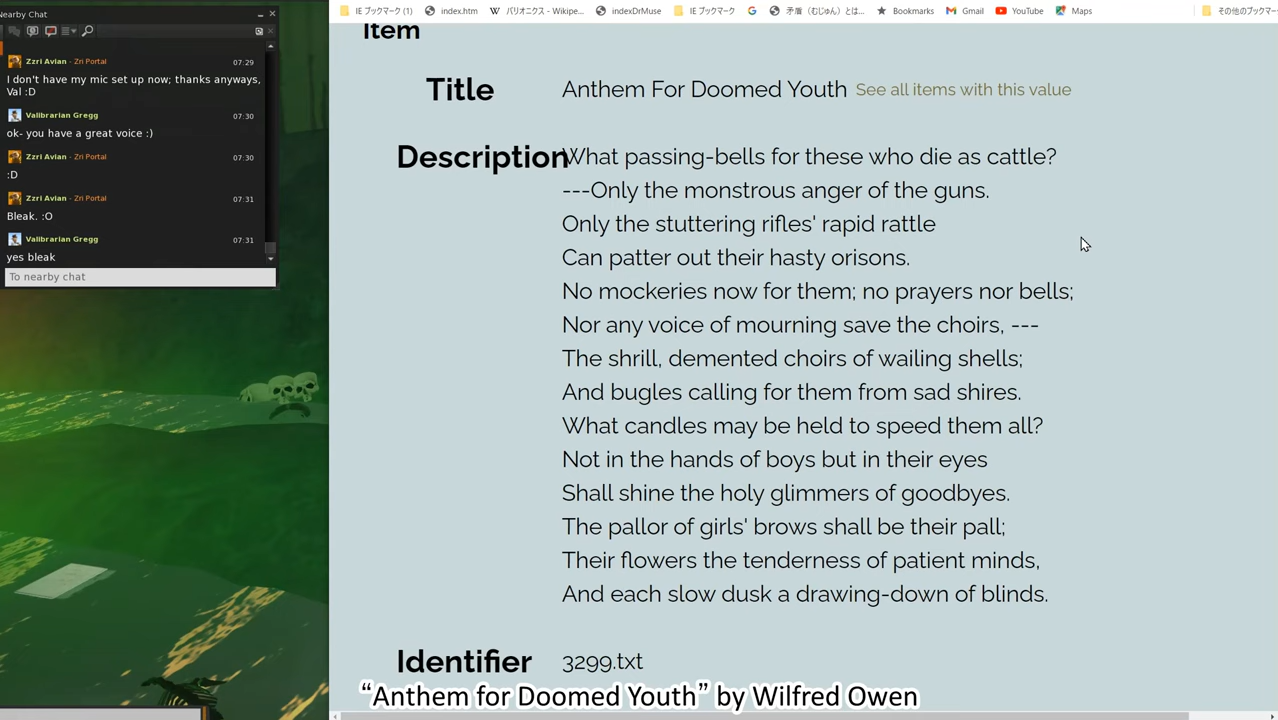 Nearby Chat
Zzri Avian - Zri Portal 07:29
I don't have my mic set up now; thanks anyways,
Val :D
Valibrarian Gregg 07:30
ok- you have a great voice :)
Zzri Avian - Zri Portal 07:30
:D
Zzri Avian - Zri Portal 07:31
Bleak. :O
Valibrarian Gregg 07:31
yes bleak
To nearby chat
IE ブックマーク (1) index.htm W パリオニクス - Wikipe... indexDrMuse IE ブックマーク G 矛盾（むじゅん）とは... Bookmarks Gmail YouTube Maps その他のブックマーク
Item
Title Anthem For Doomed Youth See all items with this value
Description What passing-bells for these who die as cattle?
---Only the monstrous anger of the guns.
Only the stuttering rifles' rapid rattle
Can patter out their hasty orisons.
No mockeries now for them; no prayers nor bells;
Nor any voice of mourning save the choirs, ---
The shrill, demented choirs of wailing shells;
And bugles calling for them from sad shires.
What candles may be held to speed them all?
Not in the hands of boys but in their eyes
Shall shine the holy glimmers of goodbyes.
The pallor of girls' brows shall be their pall;
Their flowers the tenderness of patient minds,
And each slow dusk a drawing-down of blinds.
Identifier 3299.txt
“Anthem for Doomed Youth” by Wilfred Owen